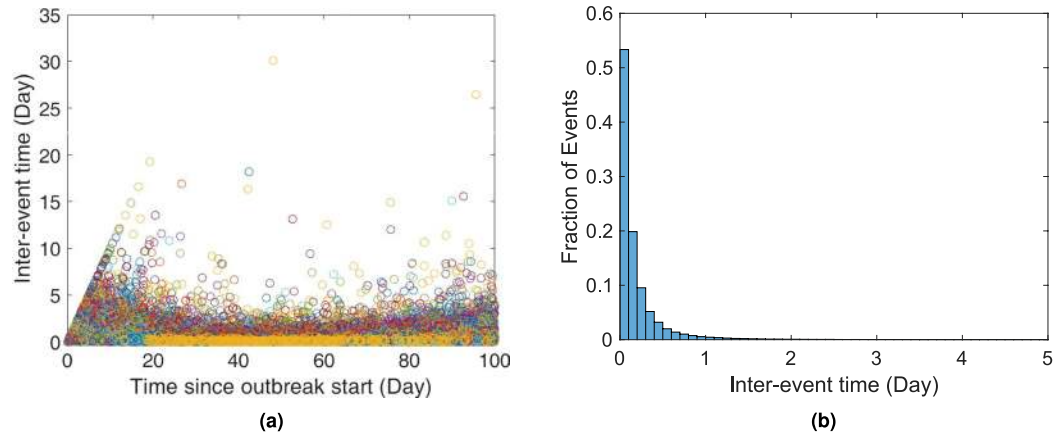 35
30
25
20
15
10
5
0
Inter-event time (Day)
0 20 40 60 80 100
Time since outbreak start (Day)
(a)
0.6
0.5
0.4
0.3
0.2
0.1
0
Fraction of Events
0 1 2 3 4 5
Inter-event time (Day)
(b)